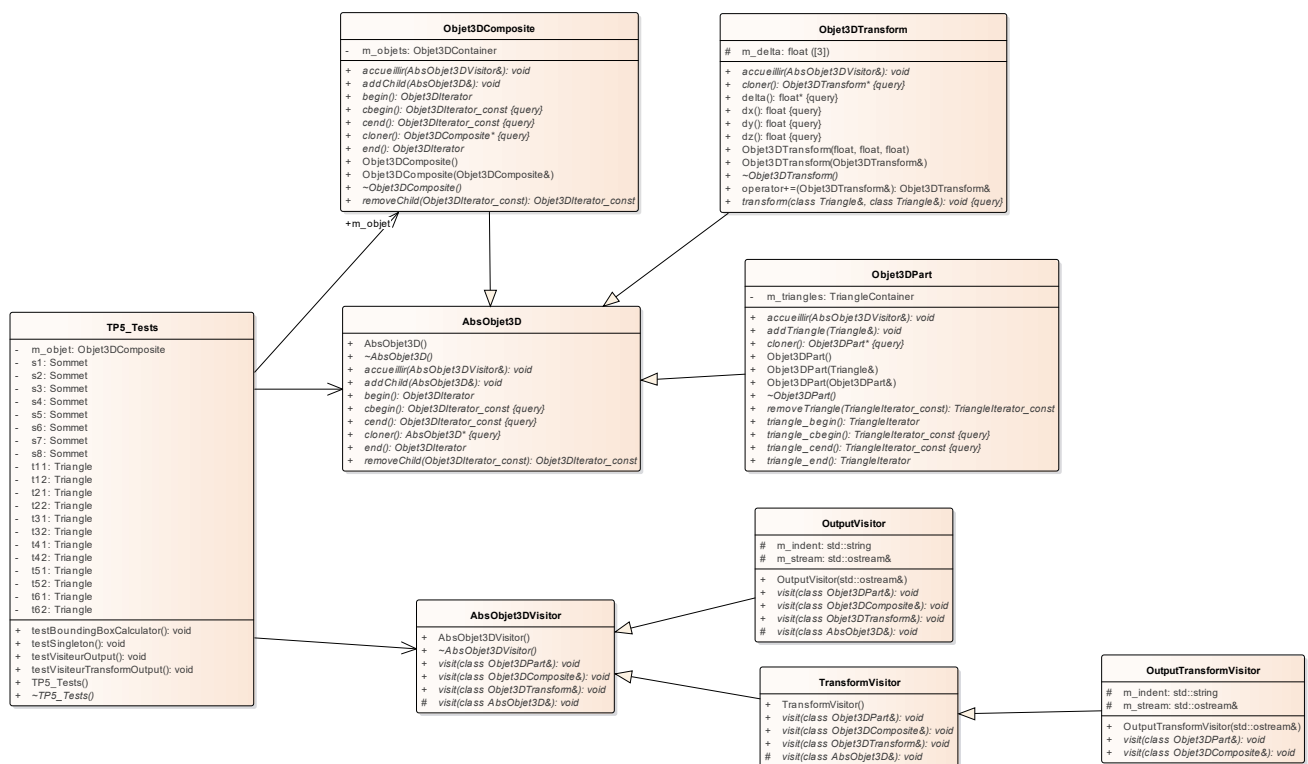 Objet3DComposite
- m_objets: Objet3DContainer
+ accueillir(AbsObjet3DVisitor&): void
+ addChild(AbsObjet3D&): void
+ begin(): Objet3DIterator
+ cbegin(): Objet3DIterator_const {query}
+ cend(): Objet3DIterator_const {query}
+ cloner(): Objet3DComposite* {query}
+ end(): Objet3DIterator
+ Objet3DComposite()
+ Objet3DComposite(Objet3DComposite&)
+ ~Objet3DComposite()
+ removeChild(Objet3DIterator_const): Objet3DIterator_const
Objet3DTransform
# m_delta: float ([3])
+ accueillir(AbsObjet3DVisitor&): void
+ cloner(): Objet3DTransform* {query}
+ delta(): float* {query}
+ dx(): float {query}
+ dy(): float {query}
+ dz(): float {query}
+ Objet3DTransform(float, float, float)
+ Objet3DTransform(Objet3DTransform&)
+ ~Objet3DTransform()
+ operator+=(Objet3DTransform&): Objet3DTransform&
+ transform(class Triangle&, class Triangle&): void {query}
+m_objet
Objet3DPart
- m_triangles: TriangleContainer
+ accueillir(AbsObjet3DVisitor&): void
+ addTriangle(Triangle&): void
+ cloner(): Objet3DPart* {query}
+ Objet3DPart()
+ Objet3DPart(Triangle&)
+ Objet3DPart(Objet3DPart&)
+ ~Objet3DPart()
+ removeTriangle(TriangleIterator_const): TriangleIterator_const
+ triangle_begin(): TriangleIterator
+ triangle_cbegin(): TriangleIterator_const {query}
+ triangle_cend(): TriangleIterator_const {query}
+ triangle_end(): TriangleIterator
TP5_Tests
- m_objet: Objet3DComposite
- s1: Sommet
- s2: Sommet
- s3: Sommet
- s4: Sommet
- s5: Sommet
- s6: Sommet
- s7: Sommet
- s8: Sommet
- t11: Triangle
- t12: Triangle
- t21: Triangle
- t22: Triangle
- t31: Triangle
- t32: Triangle
- t41: Triangle
- t42: Triangle
- t51: Triangle
- t52: Triangle
- t61: Triangle
- t62: Triangle
+ testBoundingBoxCalculator(): void
+ testSingleton(): void
+ testVisiteurOutput(): void
+ testVisiteurTransformOutput(): void
+ TP5_Tests()
+ ~TP5_Tests()
AbsObjet3D
+ AbsObjet3D()
+ ~AbsObjet3D()
+ accueillir(AbsObjet3DVisitor&): void
+ addChild(AbsObjet3D&): void
+ begin(): Objet3DIterator
+ cbegin(): Objet3DIterator_const {query}
+ cend(): Objet3DIterator_const {query}
+ cloner(): AbsObjet3D* {query}
+ end(): Objet3DIterator
+ removeChild(Objet3DIterator_const): Objet3DIterator_const
OutputVisitor
# m_indent: std::string
# m_stream: std::ostream&
+ OutputVisitor(std::ostream&)
+ visit(class Objet3DPart&): void
+ visit(class Objet3DComposite&): void
+ visit(class Objet3DTransform&): void
# visit(class AbsObjet3D&): void
AbsObjet3DVisitor
+ AbsObjet3DVisitor()
+ ~AbsObjet3DVisitor()
+ visit(class Objet3DPart&): void
+ visit(class Objet3DComposite&): void
+ visit(class Objet3DTransform&): void
# visit(class AbsObjet3D&): void
TransformVisitor
+ TransformVisitor()
+ visit(class Objet3DPart&): void
+ visit(class Objet3DComposite&): void
+ visit(class Objet3DTransform&): void
# visit(class AbsObjet3D&): void
OutputTransformVisitor
# m_indent: std::string
# m_stream: std::ostream&
+ OutputTransformVisitor(std::ostream&)
+ visit(class Objet3DPart&): void
+ visit(class Objet3DComposite&): void